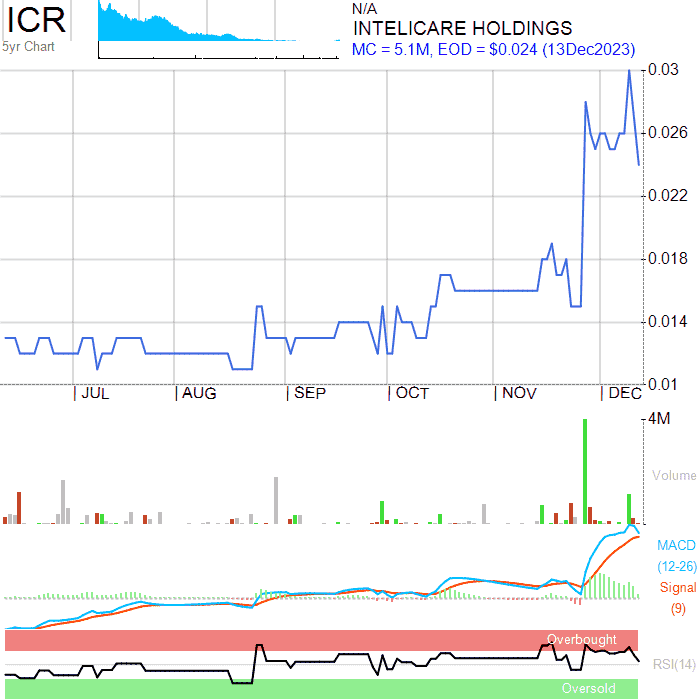 ICR
5yr Chart
N/A
INTELICARE HOLDINGS
MC = 5.1M, EOD = $0.024 (13Dec2023)
0.03
0.026
0.022
0.018
0.014
0.01
JUL AUG SEP OCT NOV DEC
4M
Volume
MACD
(12-26)
Signal
(9)
Overbought
RSI(14)
Oversold